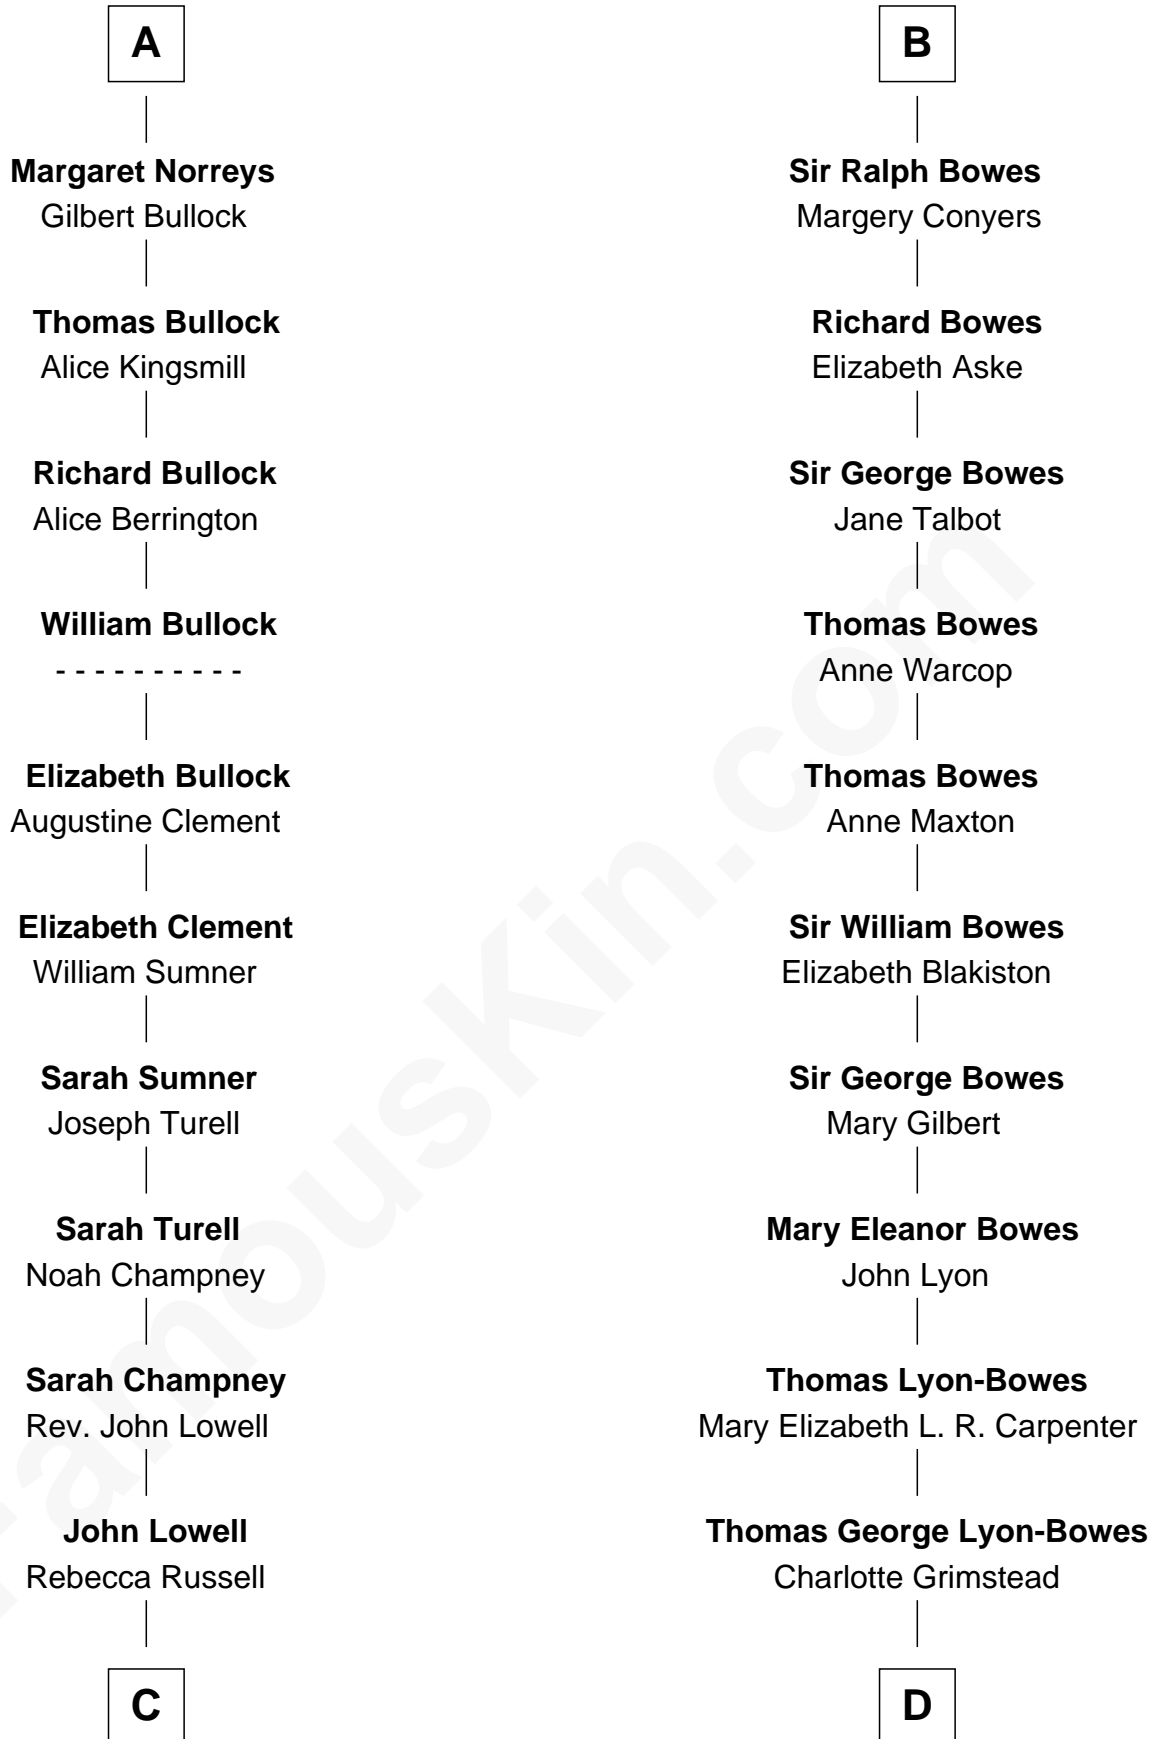 A
Margaret Norreys
Gilbert Bullock
Thomas Bullock
Alice Kingsmill
Richard Bullock
Alice Berrington
William Bullock
- - - - - - - - - -
Elizabeth Bullock
Augustine Clement
Elizabeth Clement
William Sumner
Sarah Sumner
Joseph Turell
Sarah Turell
Noah Champney
Sarah Champney
Rev. John Lowell
John Lowell
Rebecca Russell
C
B
Sir Ralph Bowes
Margery Conyers
Richard Bowes
Elizabeth Aske
Sir George Bowes
Jane Talbot
Thomas Bowes
Anne Warcop
Thomas Bowes
Anne Maxton
Sir William Bowes
Elizabeth Blakiston
Sir George Bowes
Mary Gilbert
Mary Eleanor Bowes
John Lyon
Thomas Lyon-Bowes
Mary Elizabeth L. R. Carpenter
Thomas George Lyon-Bowes
Charlotte Grimstead
D
FamousKin.com